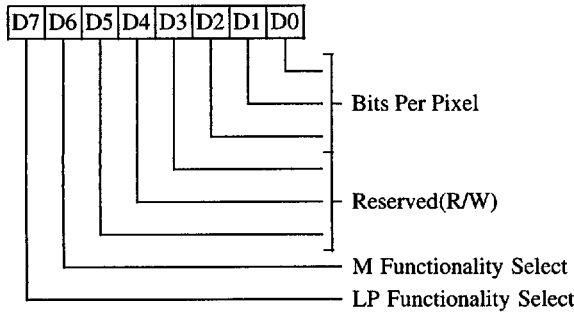 D7 D6 D5 D4 D3 D2 D1 D0
Bits Per Pixel
Reserved(R/W)
M Functionality Select
LP Functionality Select